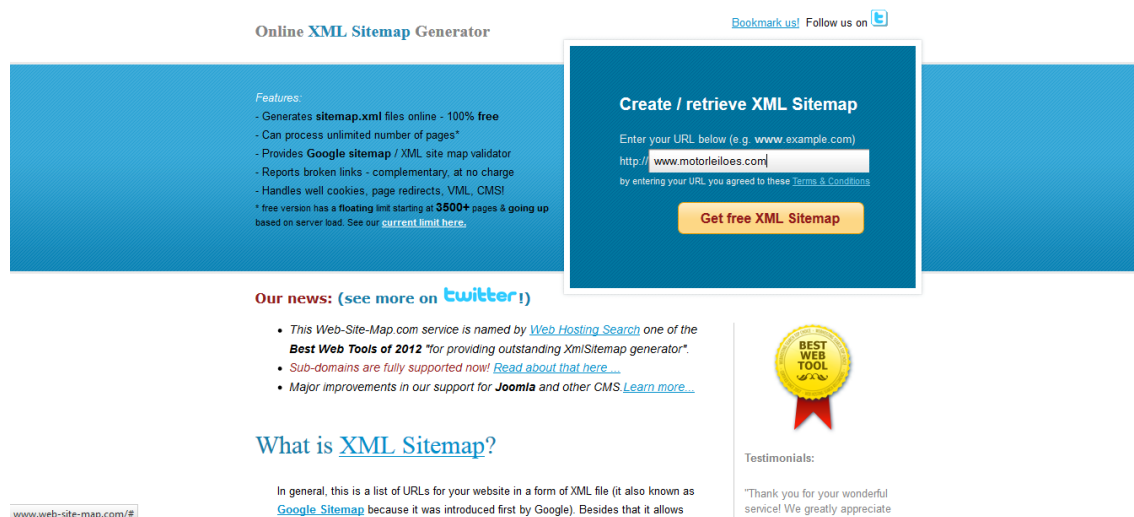 Online XML Sitemap Generator
Bookmark us! Follow us on
Features:
- Generates sitemap.xml files online - 100% free
- Can process unlimited number of pages*
- Provides Google sitemap / XML site map validator
- Reports broken links - complementary, at no charge
- Handles well cookies, page redirects, VML, CMS!
* free version has a floating limit starting at 3500+ pages & going up
based on server load. See our current limit here.
Create / retrieve XML Sitemap
Enter your URL below (e.g. www.example.com)
http:// www.motorleiloes.com
by entering your URL you agreed to these Terms & Conditions
Get free XML Sitemap
Our news: (see more on twitter!)
• This Web-Site-Map.com service is named by Web Hosting Search one of the
Best Web Tools of 2012 "for providing outstanding XmlSitemap generator".
• Sub-domains are fully supported now! Read about that here ...
• Major improvements in our support for Joomla and other CMS.Learn more...
BEST
WEB
TOOL
What is XML Sitemap?
In general, this is a list of URLs for your website in a form of XML file (it also known as
Google Sitemap because it was introduced first by Google). Besides that it allows
Testimonials:
"Thank you for your wonderful
service! We greatly appreciate
www.web-site-map.com/#